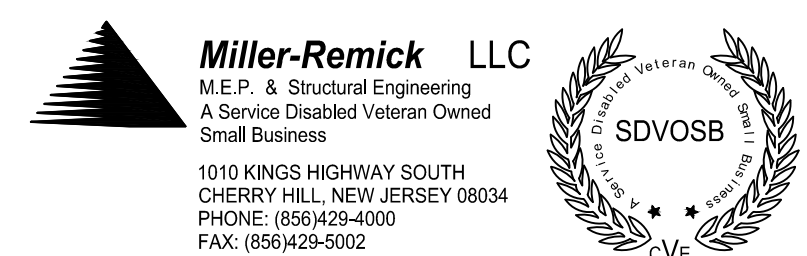 Miller-Remick LLC
M.E.P. & Structural Engineering
A Service Disabled Veteran Owned
Small Business
1010 KINGS HIGHWAY SOUTH
CHERRY HILL, NEW JERSEY 08034
PHONE: (856)429-4000
FAX: (856)429-5002
A Service Disabled Veteran Owned Small Business
SDVOSB
CVE